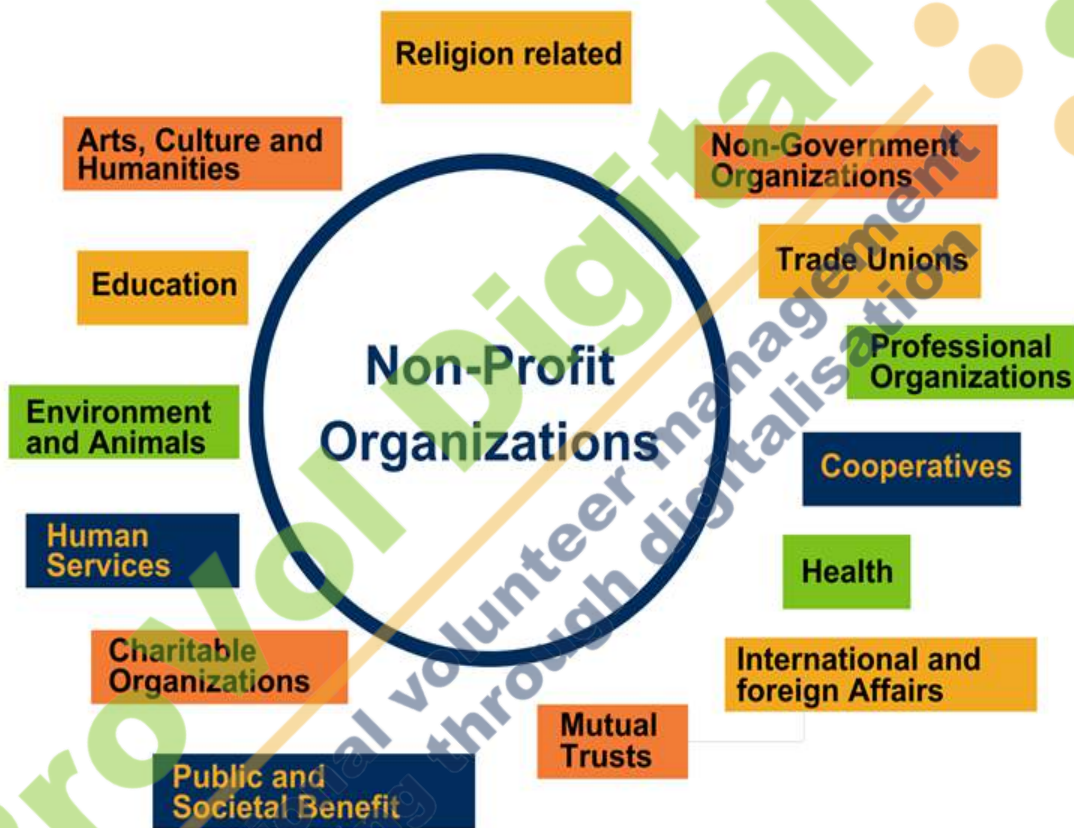 Religion related
Arts, Culture and
Humanities
Non-Government
Organizations
Education
Trade Unions
Non-Profit
Organizations
Professional
Organizations
Environment
and Animals
Cooperatives
Human
Services
Health
Charitable
Organizations
International and
foreign Affairs
Mutual
Trusts
Public and
Societal Benefit
Vol Digital
volunteer management
through digitalisation